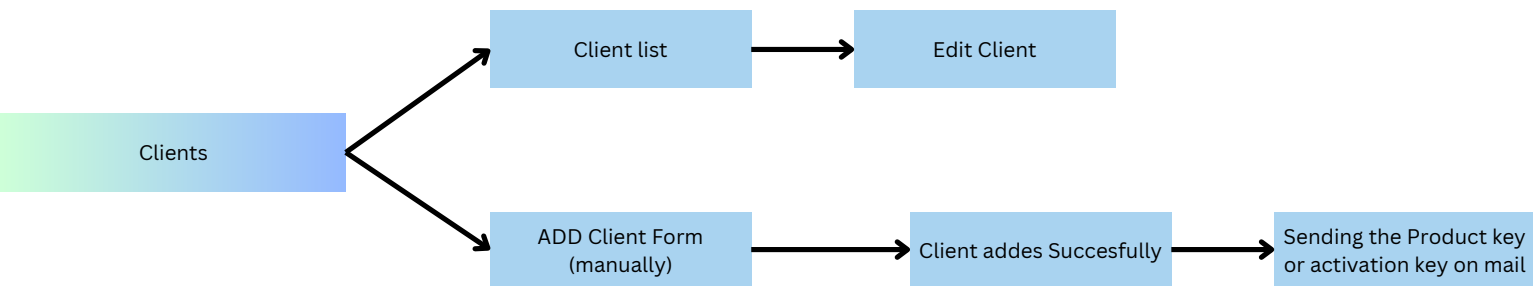 Client list
Edit Client
Clients
ADD Client Form
(manually)
Client addes Succesfully
Sending the Product key
or activation key on mail